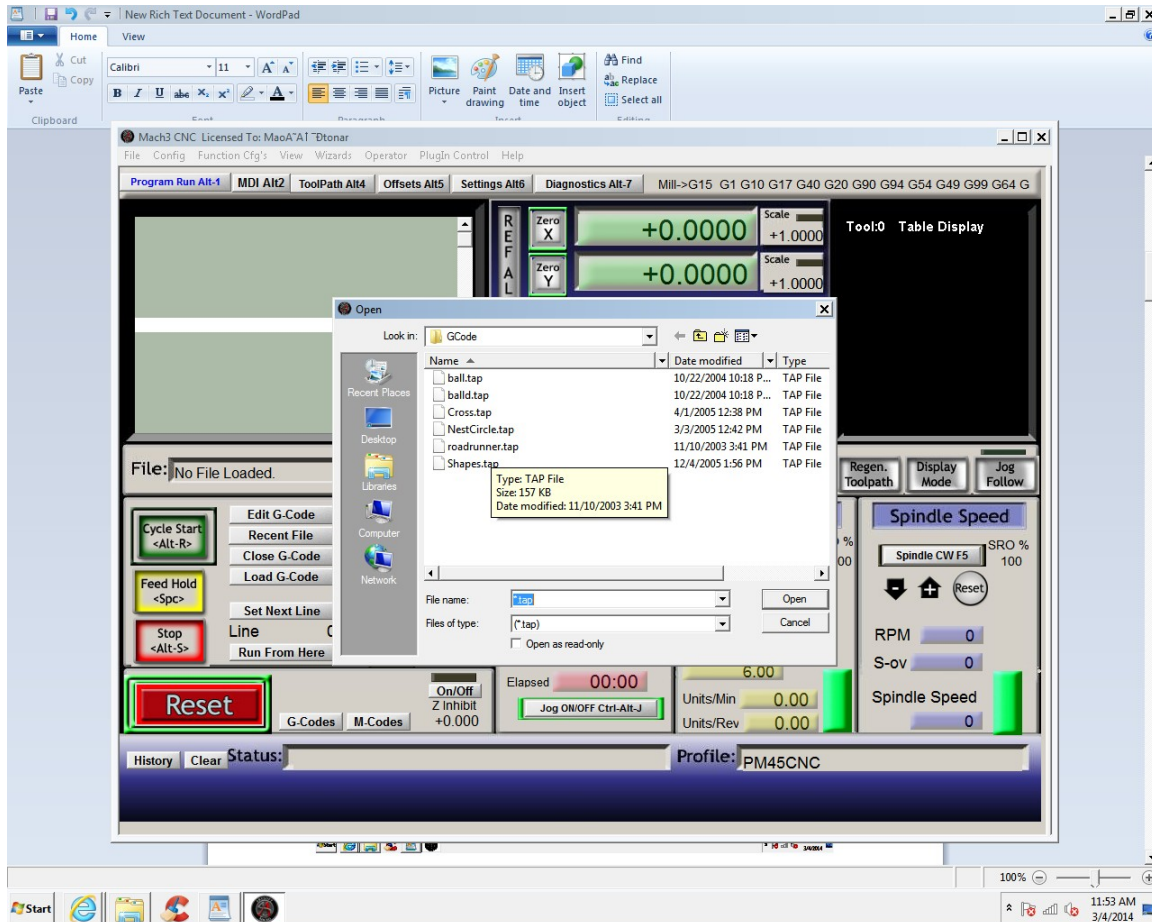 New Rich Text Document - WordPad
Home View
Cut
Copy
Paste
Clipboard
Calibri 11
B I U abc X₂ X²
Picture
Paint drawing
Date and time
Insert object
Find
Replace
Select all
Mach3 CNC Licensed To:
File Config Function Cfg's View Wizards Operator PlugIn Control Help
Program Run Alt-1 MDI Alt2 ToolPath Alt4 Offsets Alt5 Settings Alt6 Diagnostics Alt-7 Mill->G15 G1 G10 G17 G40 G20 G90 G94 G54 G49 G99 G64 G
REF AL
Zero X +0.0000 Scale +1.0000
Zero Y +0.0000 Scale +1.0000
Tool:0 Table Display
Open
Look in: GCode
Name Date modified Type
ball.tap 10/22/2004 10:18 P... TAP File
balld.tap 10/22/2004 10:18 P... TAP File
Cross.tap 4/1/2005 12:38 PM TAP File
NestCircle.tap 3/3/2005 12:42 PM TAP File
roadrunner.tap 11/10/2003 3:41 PM TAP File
Shapes.tap 12/4/2005 1:56 PM TAP File
Type: TAP File
Size: 157 KB
Date modified: 11/10/2003 3:41 PM
Recent Places
Desktop
Libraries
Computer
Network
File name: *.tap Open
Files of type: (*.tap) Cancel
Open as read-only
File: No File Loaded.
Regen. Toolpath
Display Mode
Jog Follow
Cycle Start <Alt-R>
Feed Hold <Spc>
Stop <Alt-S>
Edit G-Code
Recent File
Close G-Code
Load G-Code
Set Next Line
Line
Run From Here
Spindle Speed
Spindle CW F5
SRO %
100
Reset
RPM 0
S-ov 0
Spindle Speed
0
Reset
G-Codes M-Codes
On/Off
Z Inhibit
+0.000
Elapsed 00:00
Jog ON/OFF Ctrl-Alt-J
6.00
Units/Min 0.00
Units/Rev 0.00
History Clear Status:
Profile: PM45CNC
100%
Start
11:53 AM
3/4/2014